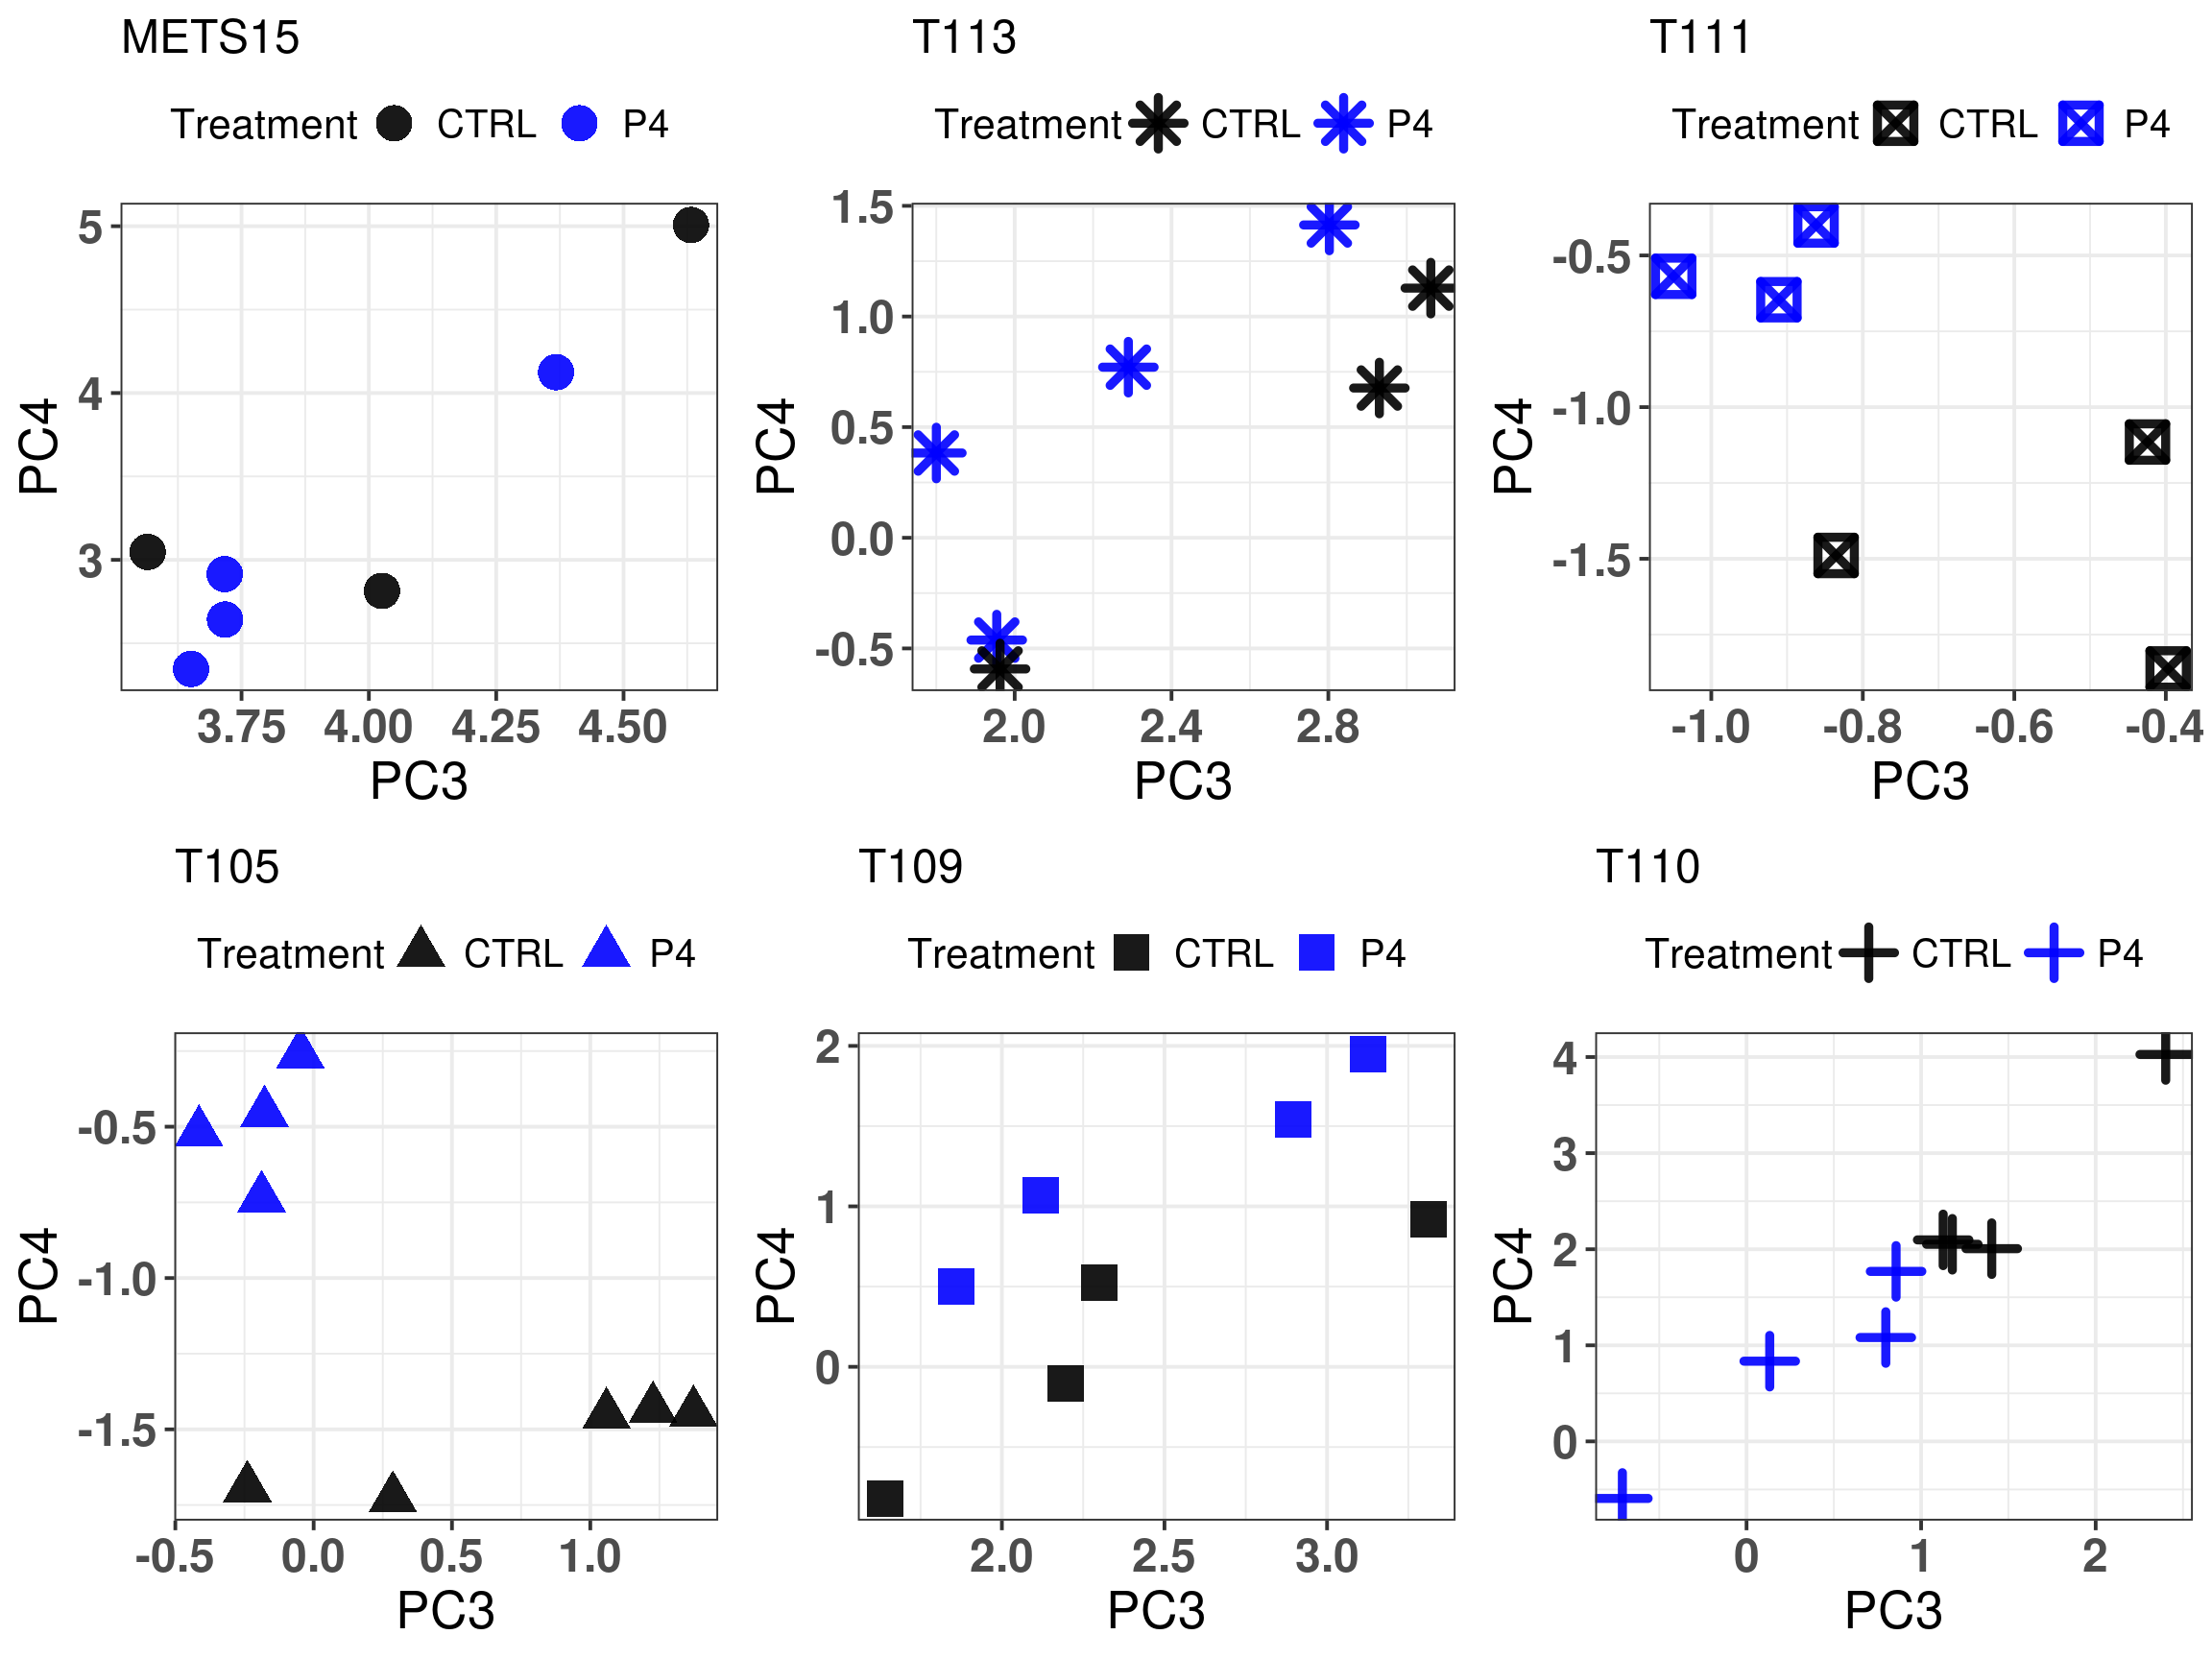 METS15
Treatment CTRL P4
5
4
3
PC4
3.75 4.00 4.25 4.50
PC3
T113
Treatment CTRL P4
1.5
1.0
0.5
0.0
-0.5
PC4
2.0 2.4 2.8
PC3
T111
Treatment CTRL P4
-0.5
-1.0
-1.5
PC4
-1.0 -0.8 -0.6 -0.4
PC3
T105
Treatment CTRL P4
-0.5
-1.0
-1.5
PC4
-0.5 0.0 0.5 1.0
PC3
T109
Treatment CTRL P4
2
1
0
PC4
2.0 2.5 3.0
PC3
T110
Treatment CTRL P4
4
3
2
1
0
PC4
0 1 2
PC3